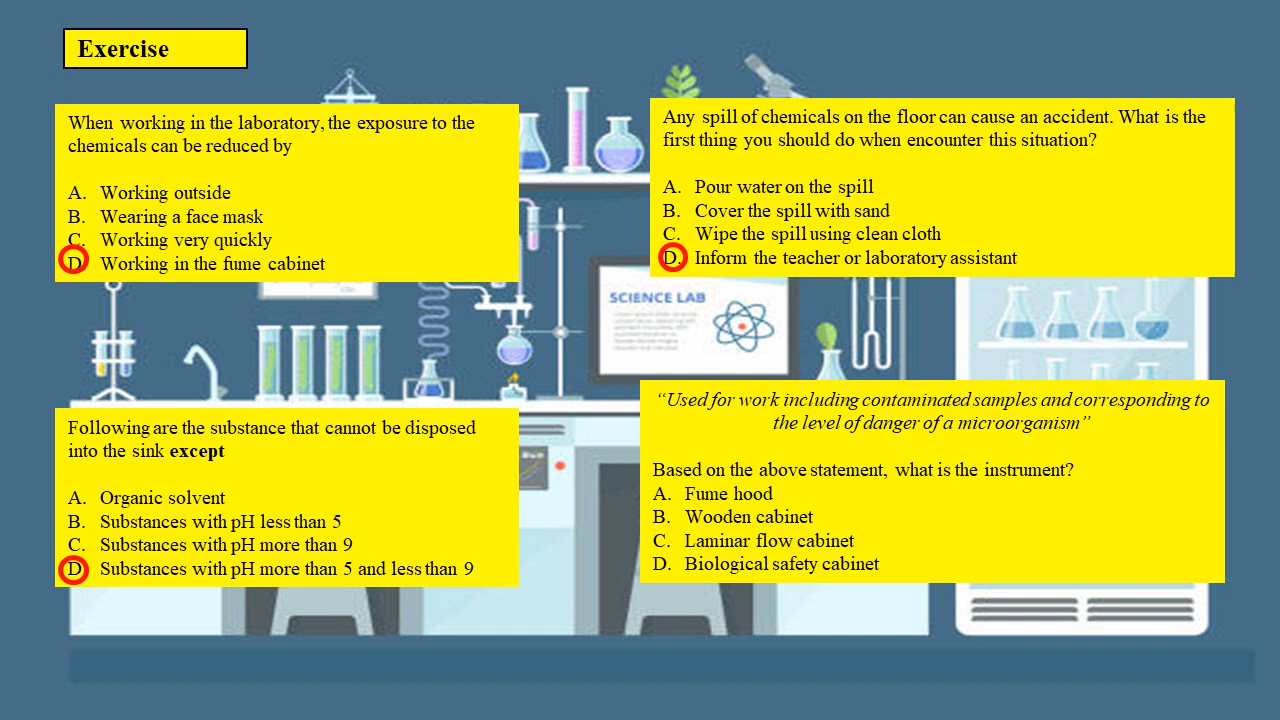 Exercise
When working in the laboratory, the exposure to the
chemicals can be reduced by
A. Working outside
B. Wearing a face mask
C. Working very quickly
D. Working in the fume cabinet
Any spill of chemicals on the floor can cause an accident. What is the
first thing you should do when encounter this situation?
A. Pour water on the spill
B. Cover the spill with sand
C. Wipe the spill using clean cloth
D. Inform the teacher or laboratory assistant
SCIENCE LAB
Following are the substance that cannot be disposed
into the sink except
A. Organic solvent
B. Substances with pH less than 5
C. Substances with pH more than 9
D. Substances with pH more than 5 and less than 9
“Used for work including contaminated samples and corresponding to
the level of danger of a microorganism”
Based on the above statement, what is the instrument?
A. Fume hood
B. Wooden cabinet
C. Laminar flow cabinet
D. Biological safety cabinet